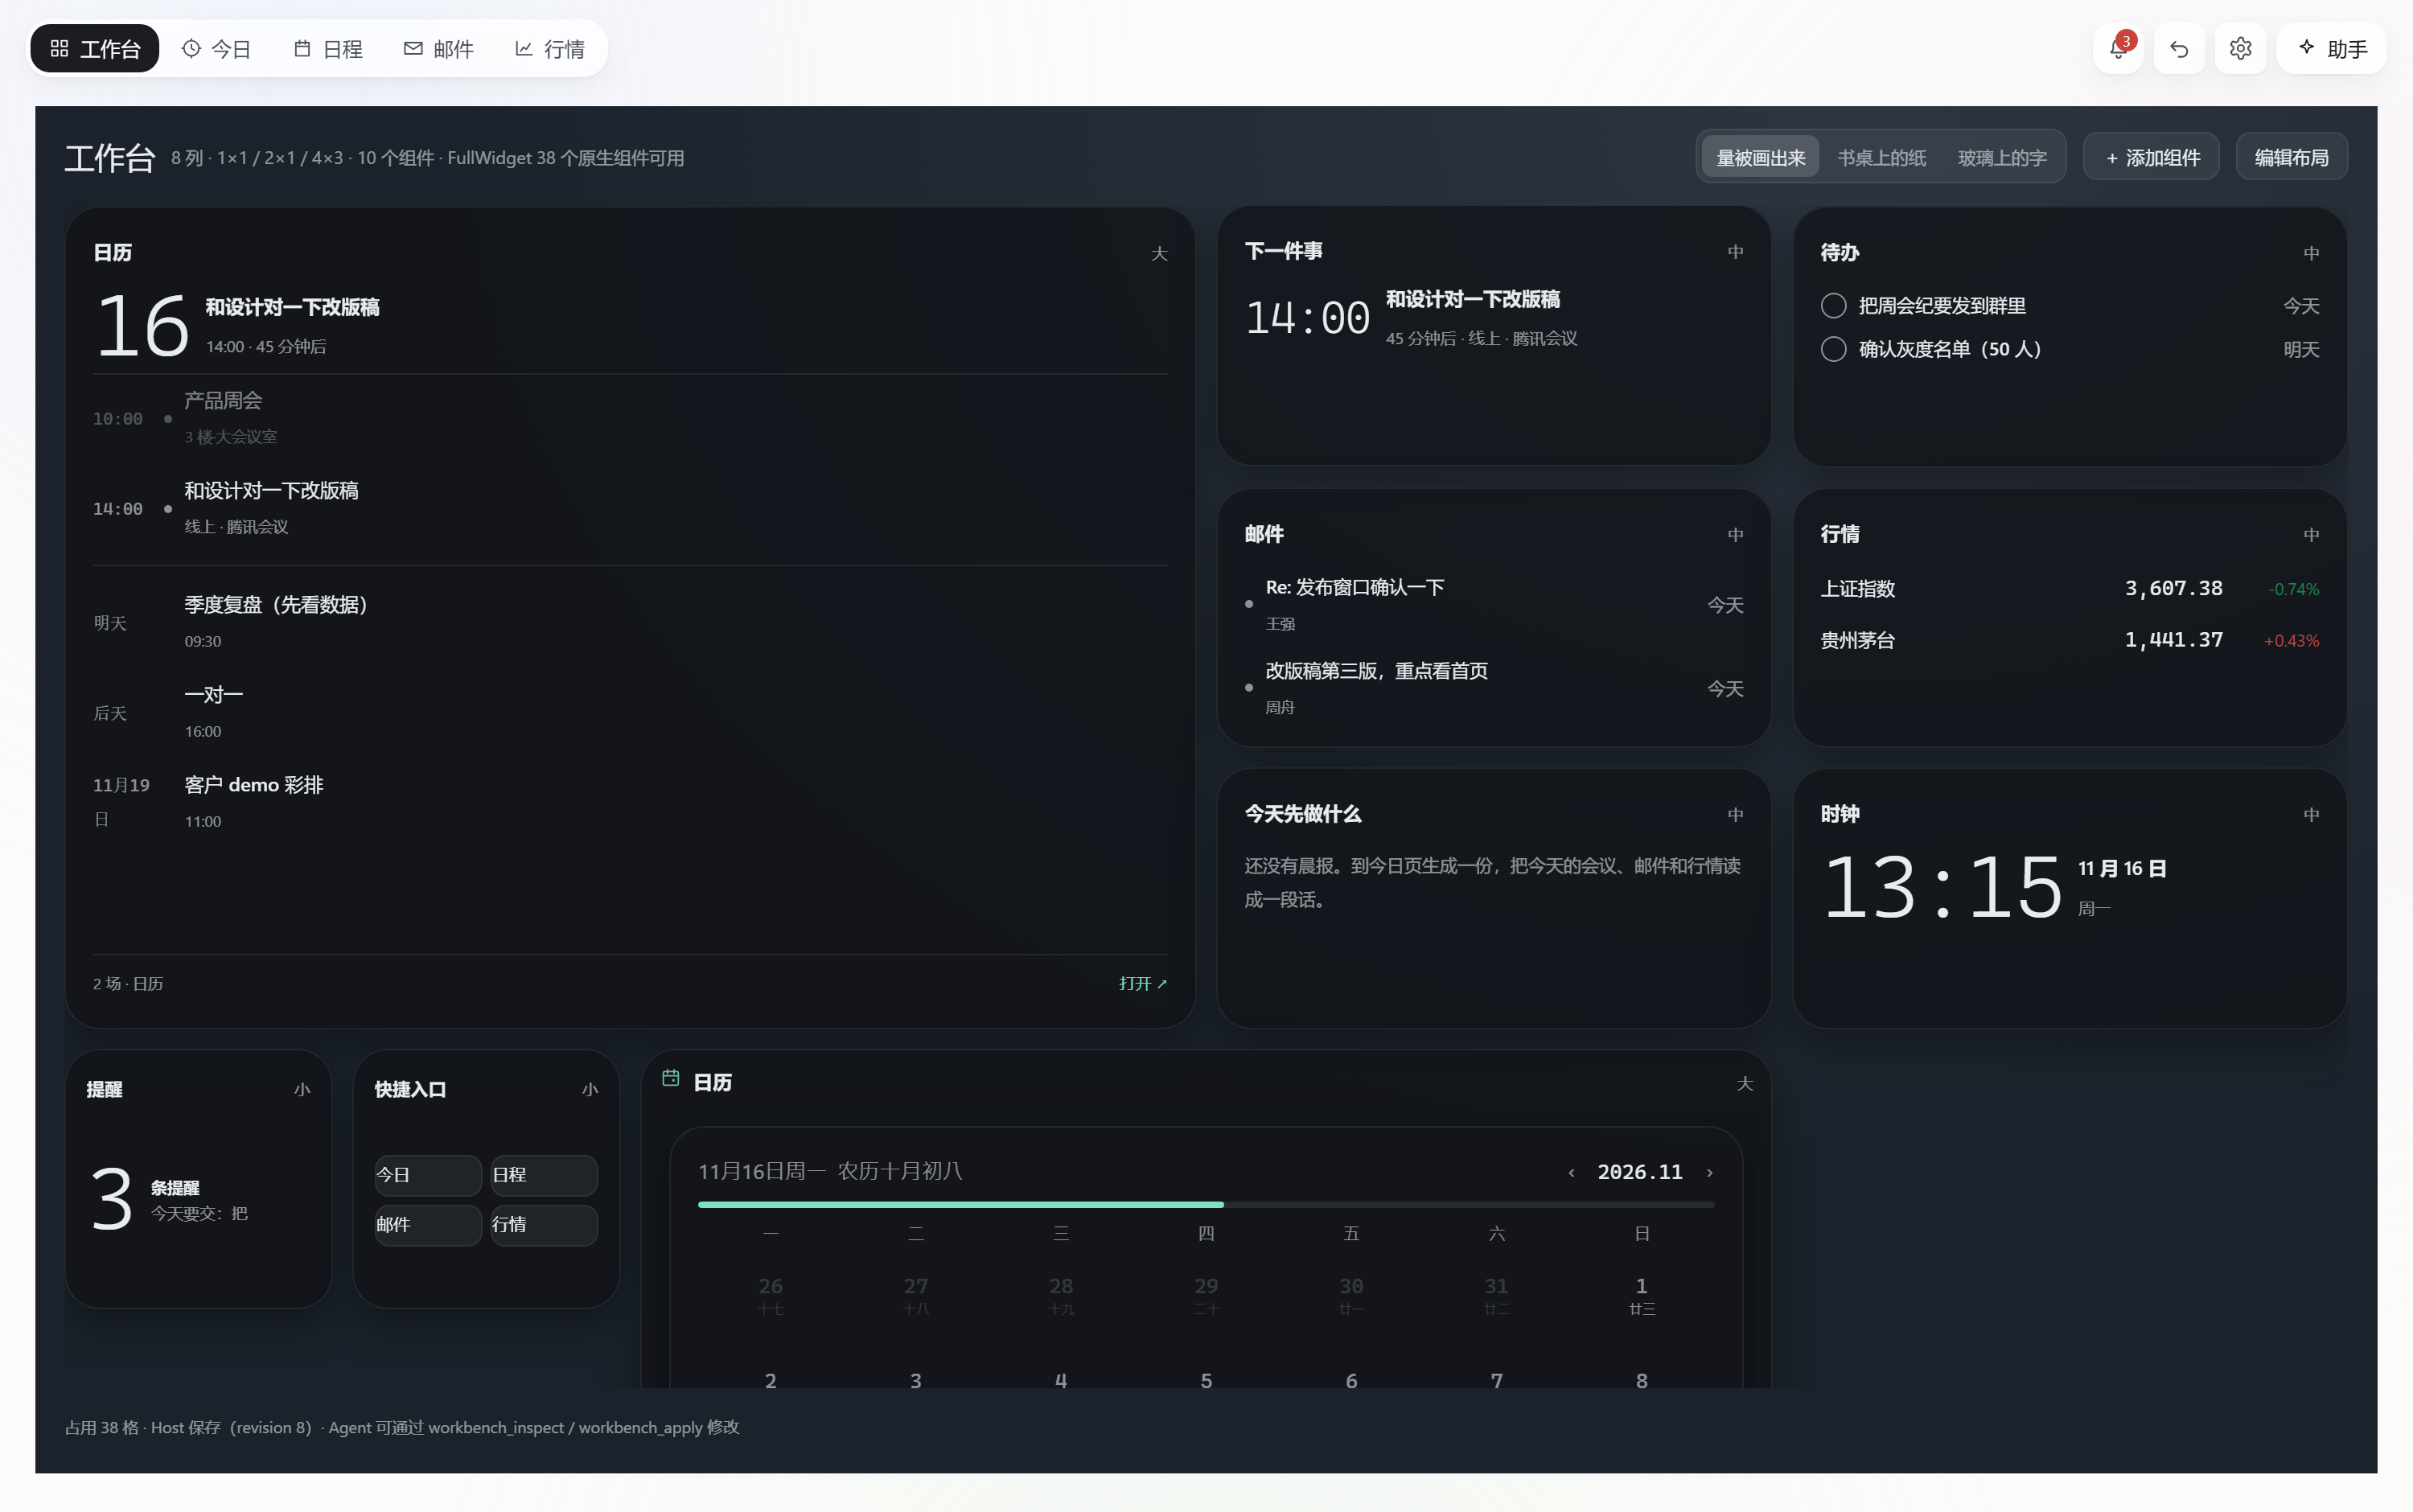 工作台
今日
日程
邮件
行情
3
助手
工作台
8 列 · 1×1 / 2×1 / 4×3 · 10 个组件 · FullWidget 38 个原生组件可用
量被画出来
书桌上的纸
玻璃上的字
+ 添加组件
编辑布局
日历
大
16
和设计对一下改版稿
14:00 · 45 分钟后
10:00
产品周会
3 楼·大会议室
14:00
和设计对一下改版稿
线上 · 腾讯会议
明天
季度复盘（先看数据）
09:30
后天
一对一
16:00
11月19日
客户 demo 彩排
11:00
2 场 · 日历
打开 ↗
下一件事
中
14:00
和设计对一下改版稿
45 分钟后 · 线上 · 腾讯会议
待办
中
把周会纪要发到群里
今天
确认灰度名单（50 人）
明天
邮件
中
Re: 发布窗口确认一下
王强
今天
改版稿第三版，重点看首页
周舟
今天
行情
中
上证指数
3,607.38
-0.74%
贵州茅台
1,441.37
+0.43%
今天先做什么
中
还没有晨报。到今日页生成一份，把今天的会议、邮件和行情读
成一段话。
时钟
中
13:15
11 月 16 日
周一
提醒
小
3
条提醒
今天要交：把
快捷入口
小
今日
日程
邮件
行情
日历
大
11月16日周一 农历十月初八
‹ 2026.11 ›
一 二 三 四 五 六 日
26 27 28 29 30 31 1
十七 十八 十九 二十 廿一 廿二 廿三
2 3 4 5 6 7 8
占用 38 格 · Host 保存（revision 8）· Agent 可通过 workbench_inspect / workbench_apply 修改